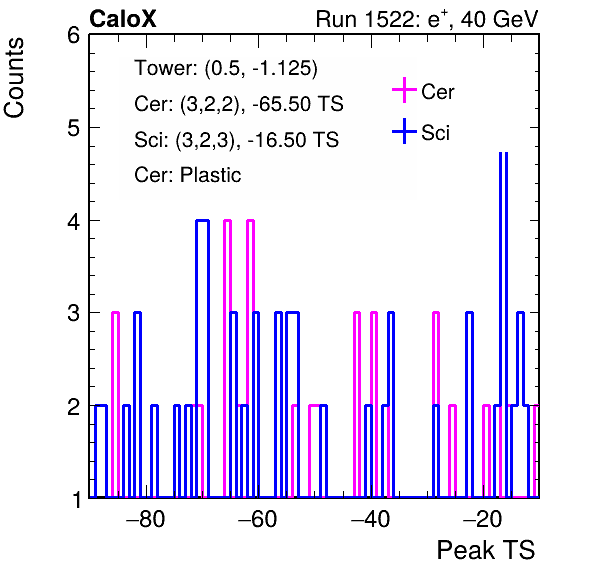 CaloX Run 1522: e⁺, 40 GeV
Counts
6
Tower: (0.5, -1.125)
Cer: (3,2,2), -65.50 TS
Sci: (3,2,3), -16.50 TS
Cer: Plastic
Cer
Sci
5
4
3
2
1
−80 −60 −40 −20
Peak TS